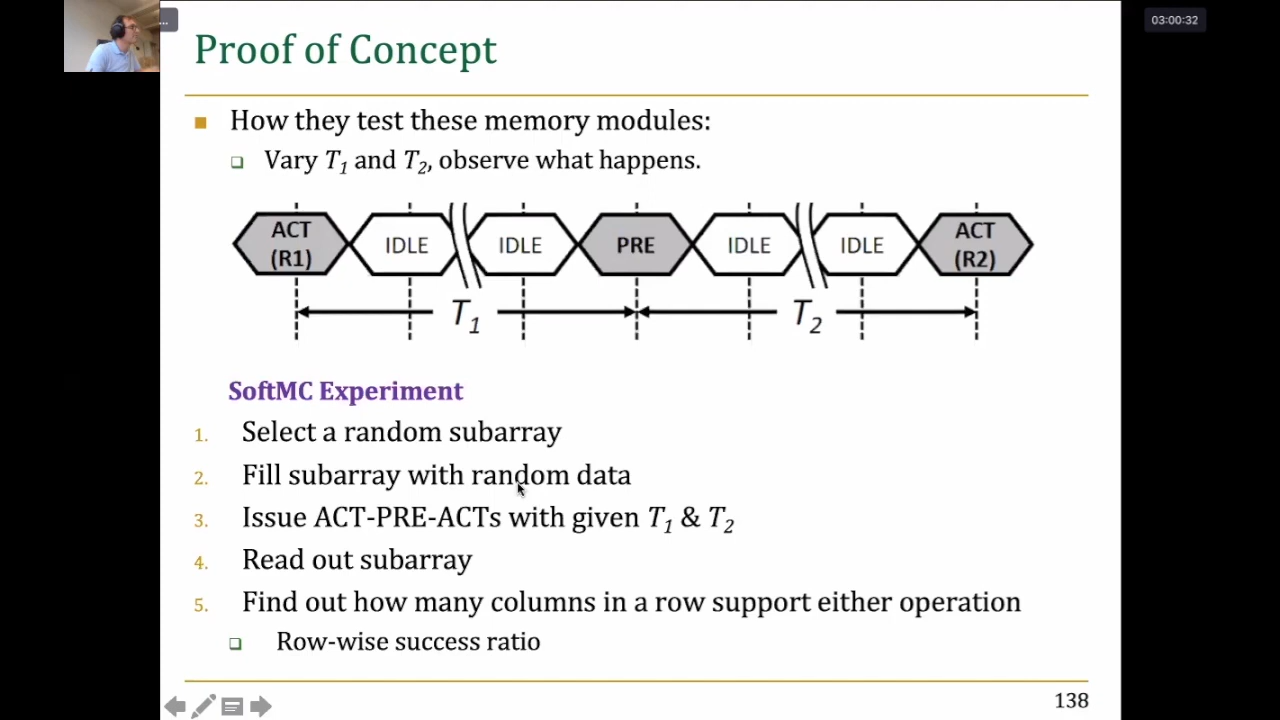 ...
03:00:32
Proof of Concept
How they test these memory modules:
Vary T1 and T2, observe what happens.
ACT (R1) IDLE IDLE PRE IDLE IDLE ACT (R2)
T1 T2
SoftMC Experiment
1. Select a random subarray
2. Fill subarray with random data
3. Issue ACT-PRE-ACTs with given T1 & T2
4. Read out subarray
5. Find out how many columns in a row support either operation
Row-wise success ratio
138